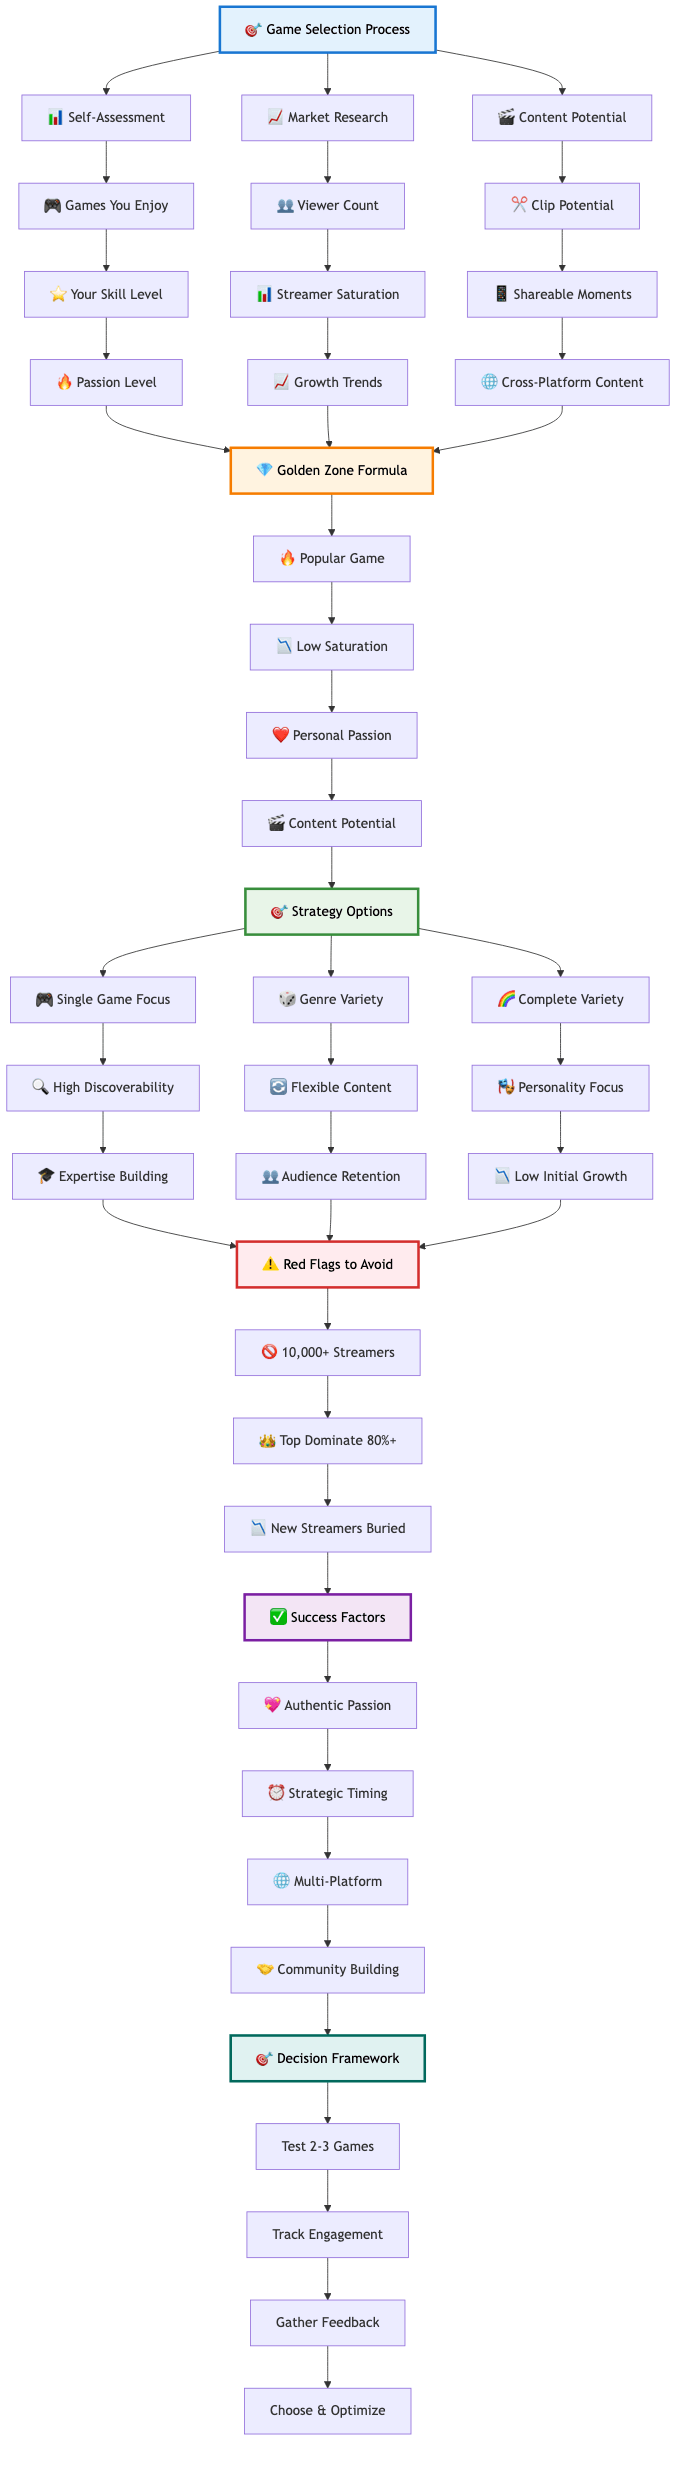 🎯 Game Selection Process
📊 Self-Assessment
📈 Market Research
🎬 Content Potential
🎮 Games You Enjoy
👥 Viewer Count
✂️ Clip Potential
⭐ Your Skill Level
📊 Streamer Saturation
📱 Shareable Moments
🔥 Passion Level
📈 Growth Trends
🌐 Cross-Platform Content
💎 Golden Zone Formula
🔥 Popular Game
📉 Low Saturation
❤️ Personal Passion
🎬 Content Potential
🎯 Strategy Options
🎮 Single Game Focus
🎲 Genre Variety
🌈 Complete Variety
🔍 High Discoverability
🔄 Flexible Content
🎭 Personality Focus
🎓 Expertise Building
👥 Audience Retention
📉 Low Initial Growth
⚠️ Red Flags to Avoid
🚫 10,000+ Streamers
👑 Top Dominate 80%+
📉 New Streamers Buried
✅ Success Factors
💖 Authentic Passion
⏰ Strategic Timing
🌐 Multi-Platform
🤝 Community Building
🎯 Decision Framework
Test 2-3 Games
Track Engagement
Gather Feedback
Choose & Optimize